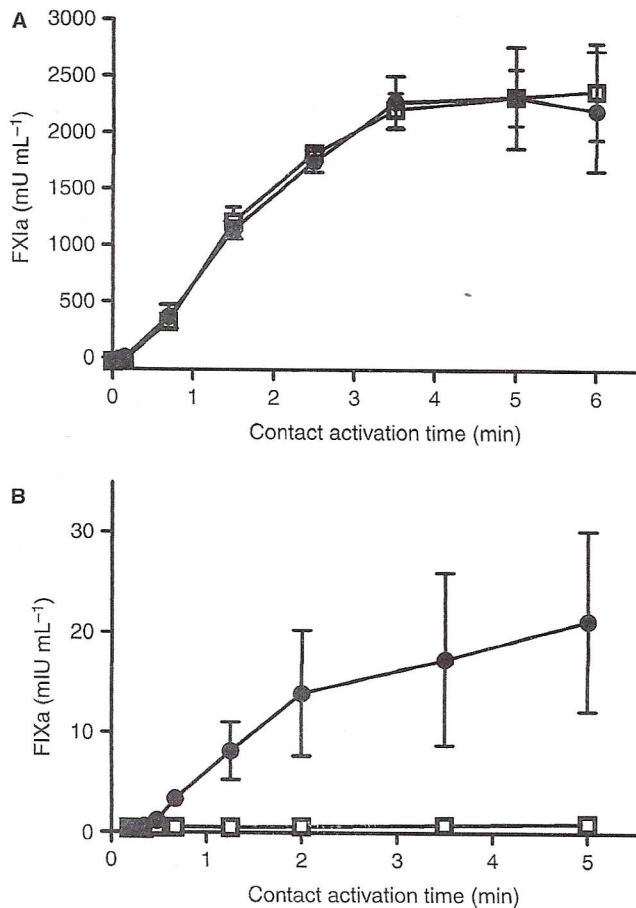 A
3000
2500
2000
1500
1000
500
0
FXIa (mU mL⁻¹)
0 1 2 3 4 5 6
Contact activation time (min)
B
30
20
10
0
FIXa (mIU mL⁻¹)
0 1 2 3 4 5
Contact activation time (min)